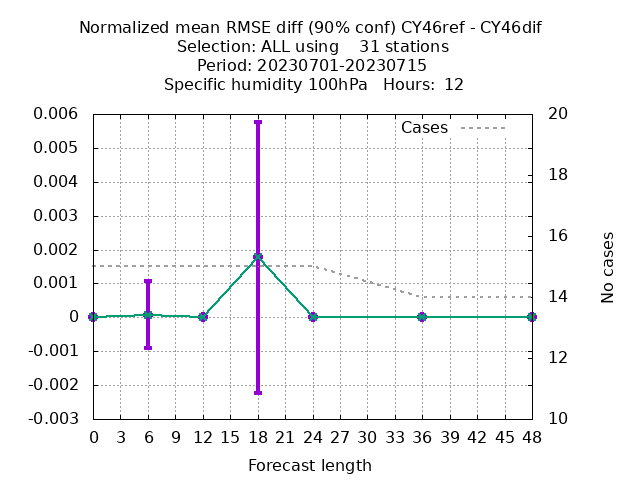 Normalized mean RMSE diff (90% conf) CY46ref - CY46dif
Selection: ALL using    31 stations
Period: 20230701-20230715
Specific humidity 100hPa   Hours:  12
Cases
0.006
0.005
0.004
0.003
0.002
0.001
0
-0.001
-0.002
-0.003
20
18
16
14
12
10
No cases
0 3 6 9 12 15 18 21 24 27 30 33 36 39 42 45 48
Forecast length